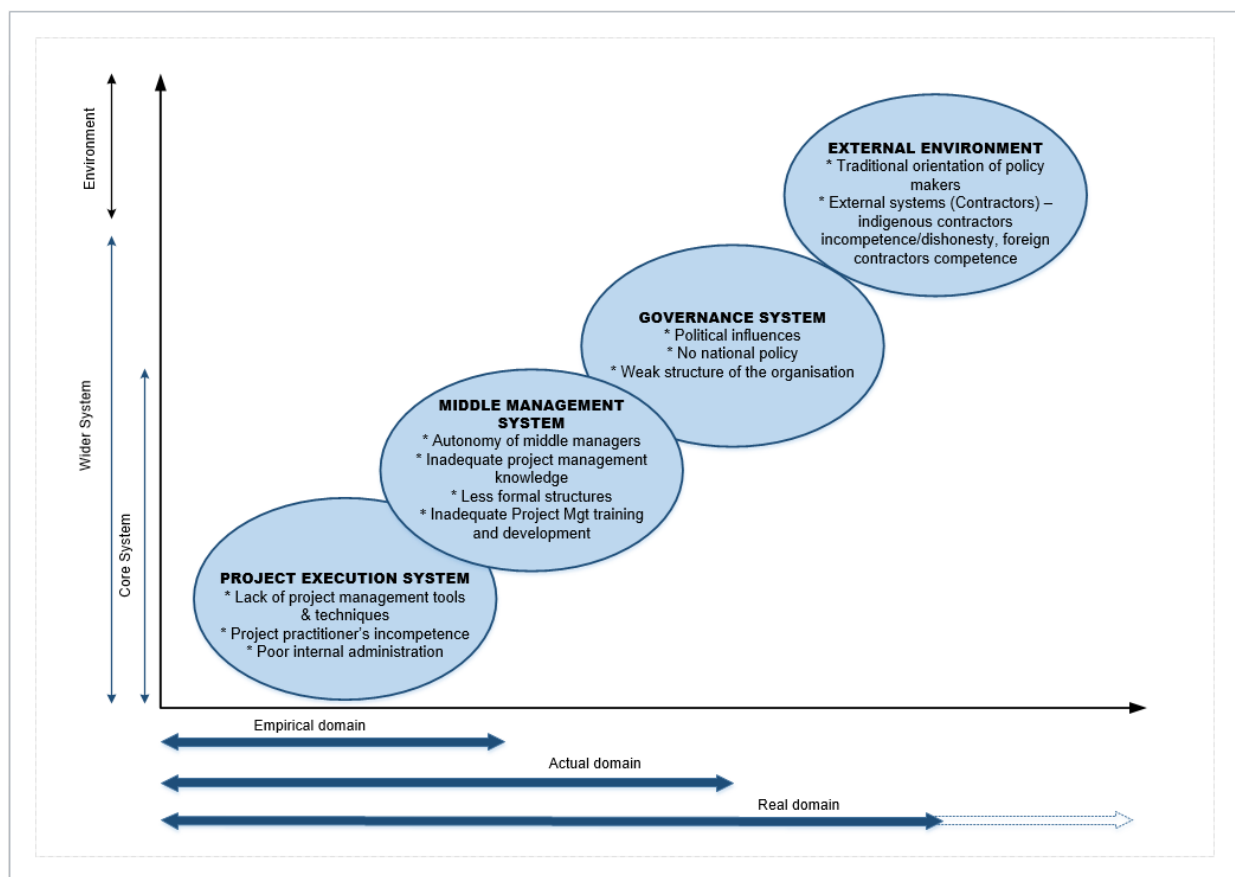 Environment
Wider System
Core System
EXTERNAL ENVIRONMENT
* Traditional orientation of policy
makers
* External systems (Contractors) –
indigenous contractors
incompetence/dishonesty, foreign
contractors competence
GOVERNANCE SYSTEM
* Political influences
* No national policy
* Weak structure of the organisation
MIDDLE MANAGEMENT
SYSTEM
* Autonomy of middle managers
* Inadequate project management
knowledge
* Less formal structures
* Inadequate Project Mgt training
and development
PROJECT EXECUTION SYSTEM
* Lack of project management tools
& techniques
* Project practitioner's incompetence
* Poor internal administration
Empirical domain
Actual domain
Real domain